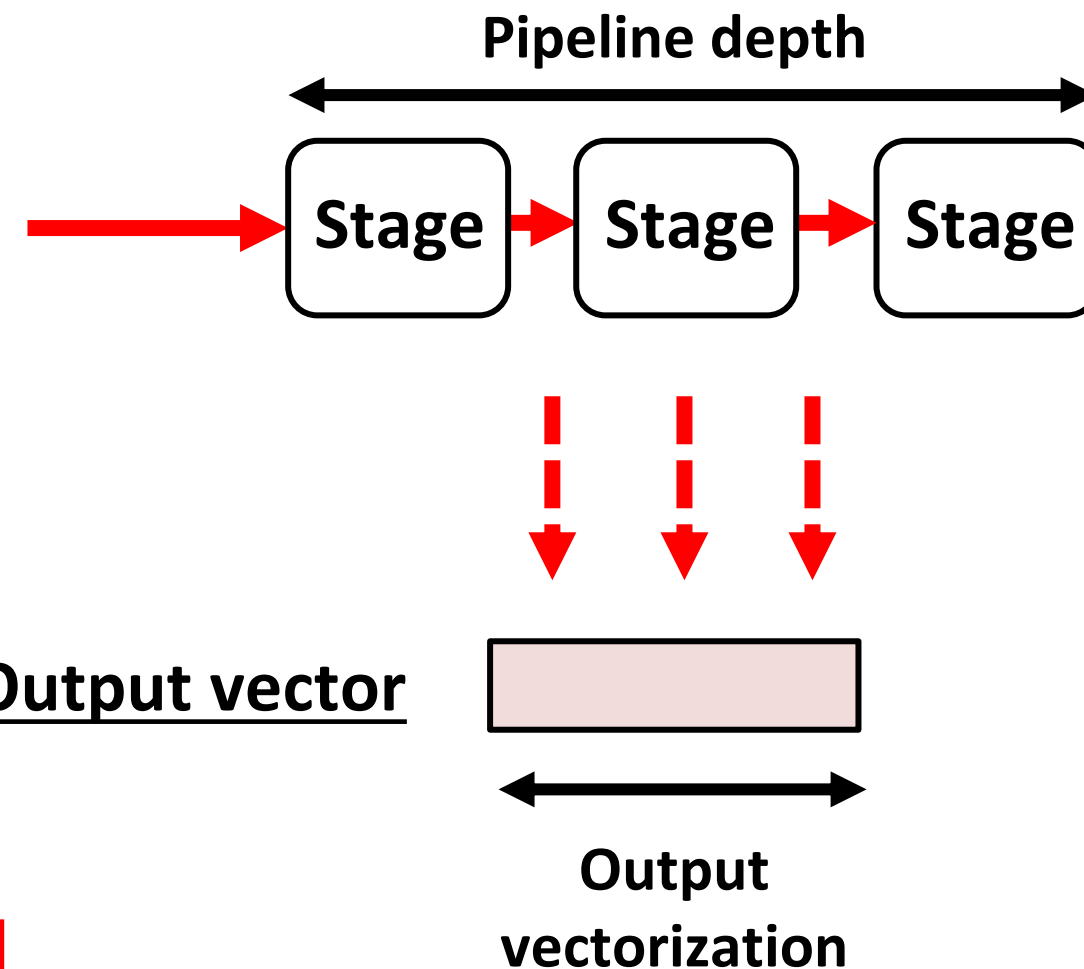 Pipeline depth
Stage Stage Stage
Output vector
Output
vectorization